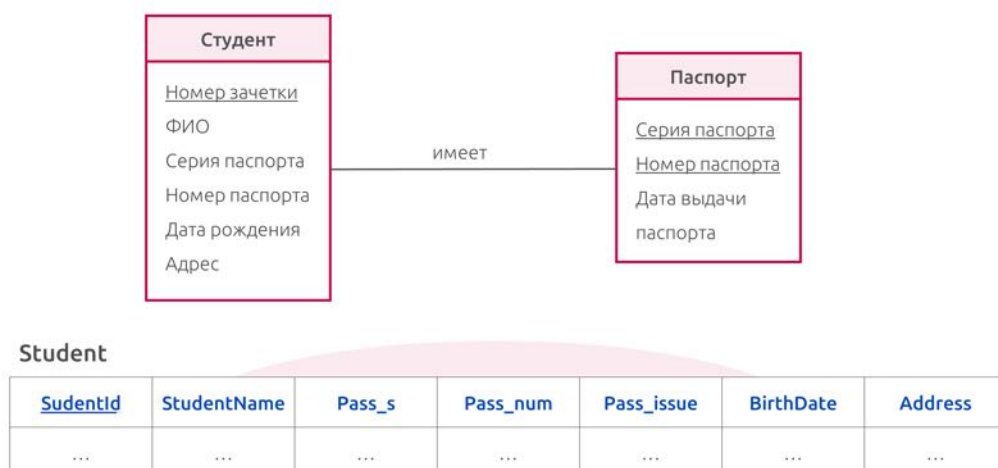 Студент
Номер зачетки
ФИО
Серия паспорта
Номер паспорта
Дата рождения
Адрес
имеет
Паспорт
Серия паспорта
Номер паспорта
Дата выдачи
паспорта
Student
SudentId StudentName Pass_s Pass_num Pass_issue BirthDate Address
... ... ... ... ... ... ...